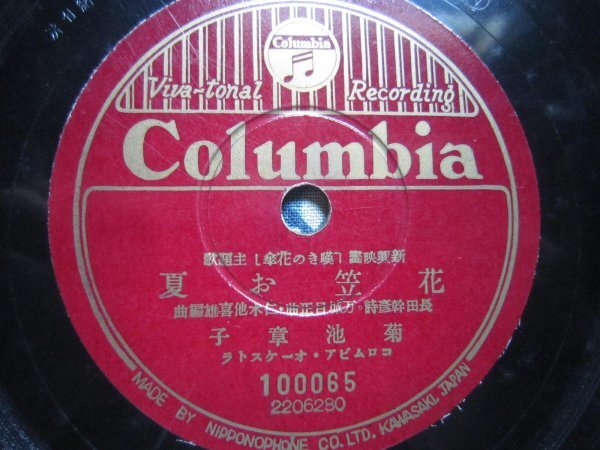 Columbia
Viva-tonal Recording
Columbia
新興映畫「嘆きの花傘」主題歌
花笠お夏
長田幹彥詩・万城目正曲・仁木他喜雄編曲
菊池章子
コロムビア・オーケストラ
100065
2206280
MADE BY NIPPONOPHONE CO. LTD. KAWASAKI, JAPAN